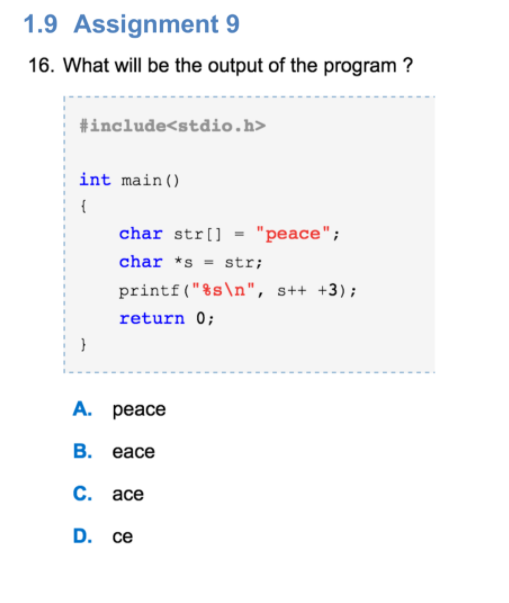 1.9 Assignment 9
16. What will be the output of the program ?
#include<stdio.h>
int main()
{
char str[] = "peace";
char *s = str;
printf("%s\n", s++ +3);
return 0;
}
A. peace
B. eace
C. ace
D. ce